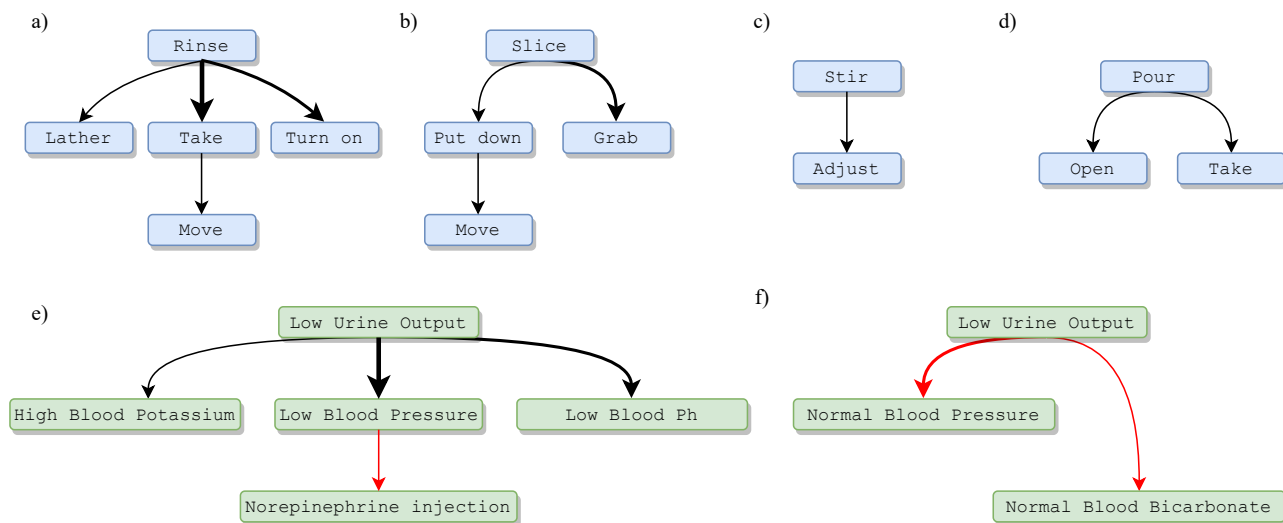 a)
Rinse
Lather
Take
Turn on
Move
b)
Slice
Put down
Grab
Move
c)
Stir
Adjust
d)
Pour
Open
Take
e)
Low Urine Output
High Blood Potassium
Low Blood Pressure
Low Blood Ph
Norepinephrine injection
f)
Low Urine Output
Normal Blood Pressure
Normal Blood Bicarbonate